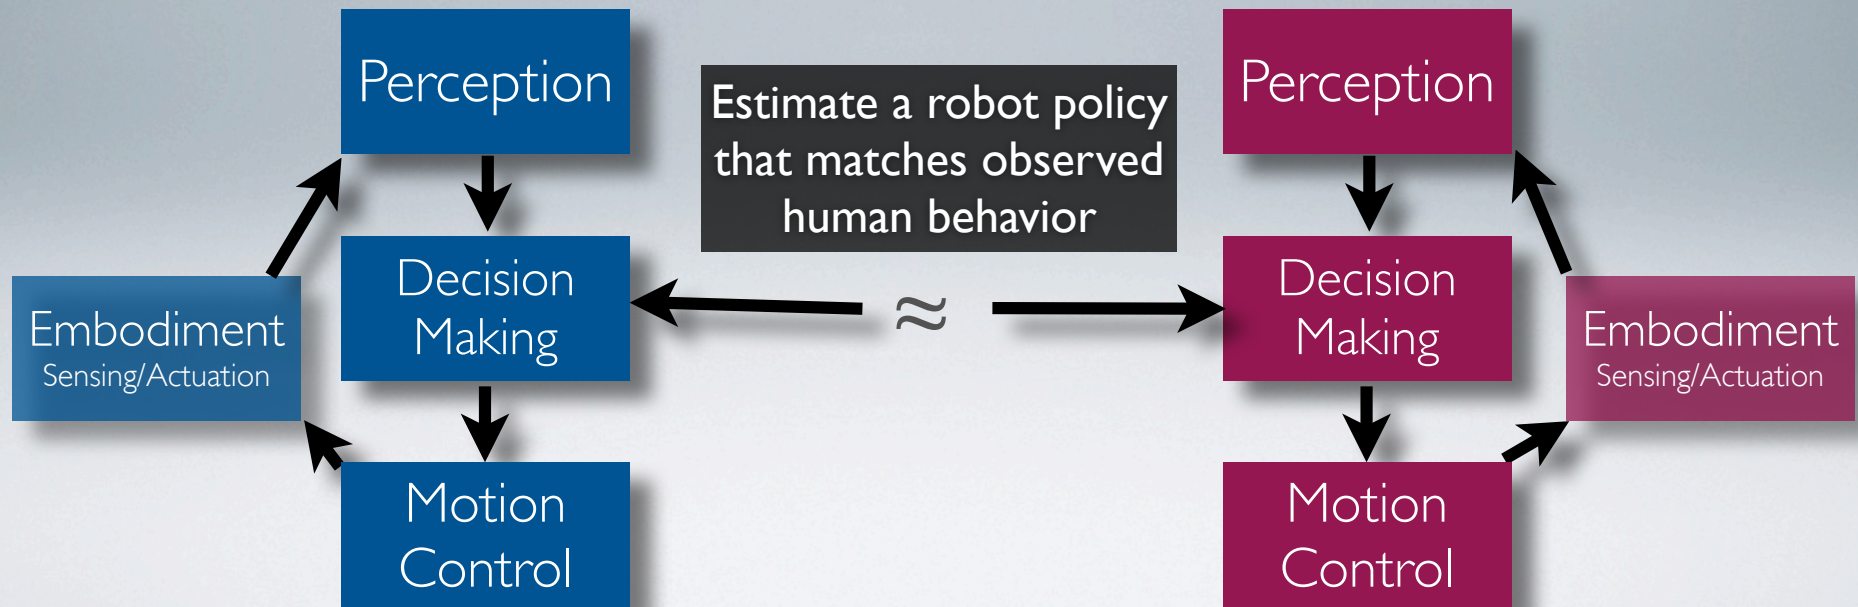 Perception
Decision
Making
Embodiment
Sensing/Actuation
Motion
Control
Estimate a robot policy
that matches observed
human behavior
≈
Perception
Decision
Making
Embodiment
Sensing/Actuation
Motion
Control